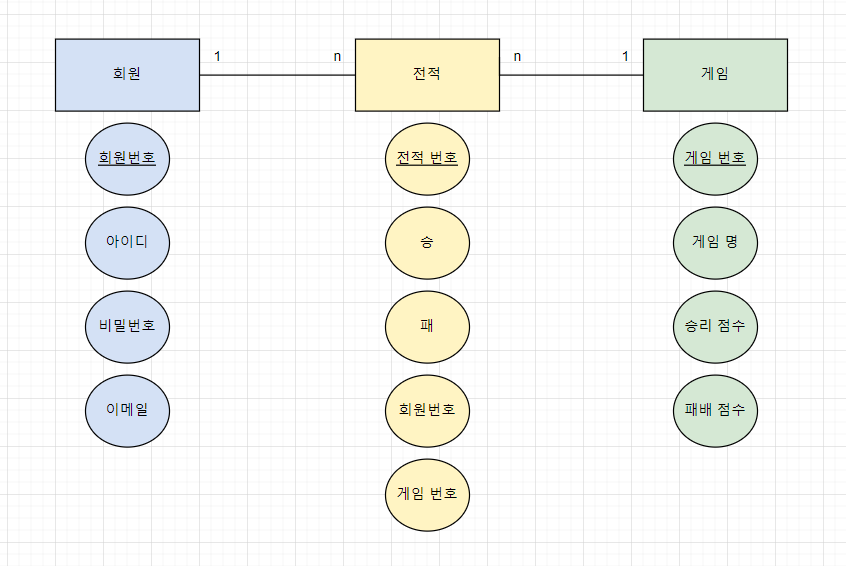 회원
1
n
전적
n
1
게임
회원번호
전적 번호
게임 번호
아이디
승
게임 명
비밀번호
패
승리 점수
이메일
회원번호
패배 점수
게임 번호